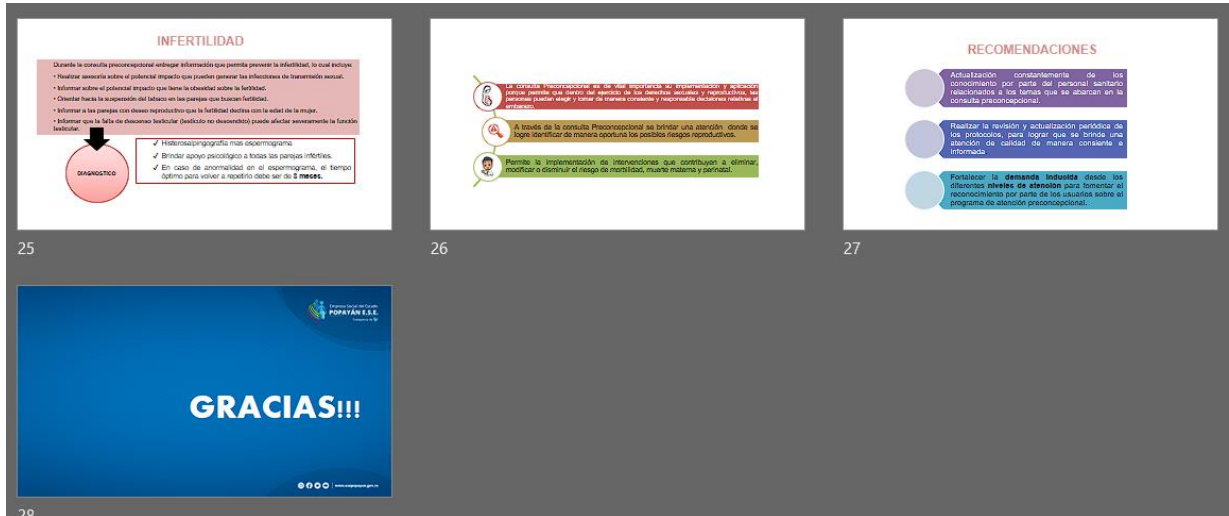 INFERTILIDAD
Durante la consulta preconcepcional entregar información que permita prevenir la infertilidad, lo cual incluye:
• Realizar asesoría sobre el potencial impacto que pueden generar las infecciones de transmisión sexual.
• Informar sobre el potencial impacto que tiene la obesidad sobre la fertilidad.
• Orientar hacia la suspensión del tabaco en las parejas que buscan fertilidad.
• Informar a las parejas con deseo reproductivo que la fertilidad declina con la edad de la mujer.
• Informar que la falta de descenso testicular (testículo no descendido) puede afectar severamente la función
testicular.
DIAGNOSTICO
✓ Histerosalpingografia mas espermograma
✓ Brindar apoyo psicológico a todas las parejas infértiles.
✓ En caso de anormalidad en el espermograma, el tiempo
óptimo para volver a repetirlo debe ser de 3 meses.
25
La consulta Preconcepcional es de vital importancia su implementación y aplicación
porque permite que dentro del ejercicio de los derechos sexuales y reproductivos, las
personas puedan elegir y tomar de manera consiente y responsable decisiones relativas al
embarazo.
A través de la consulta Preconcepcional se brindar una atención donde se
logre identificar de manera oportuna los posibles riesgos reproductivos.
Permite la implementación de intervenciones que contribuyen a eliminar,
modificar o disminuir el riesgo de morbilidad, muerte materna y perinatal.
26
RECOMENDACIONES
Actualización constantemente de los
conocimiento por parte del personal sanitario
relacionados a los temas que se abarcan en la
consulta preconcepcional.
Realizar la revisión y actualización periódica de
los protocolos, para lograr que se brinde una
atención de calidad de manera consiente e
informada
Fortalecer la demanda inducida desde los
diferentes niveles de atención para fomentar el
reconocimiento por parte de los usuarios sobre el
programa de atención preconcepcional.
27
Empresa Social del Estado
POPAYÁN E.S.E.
GRACIAS!!!
28